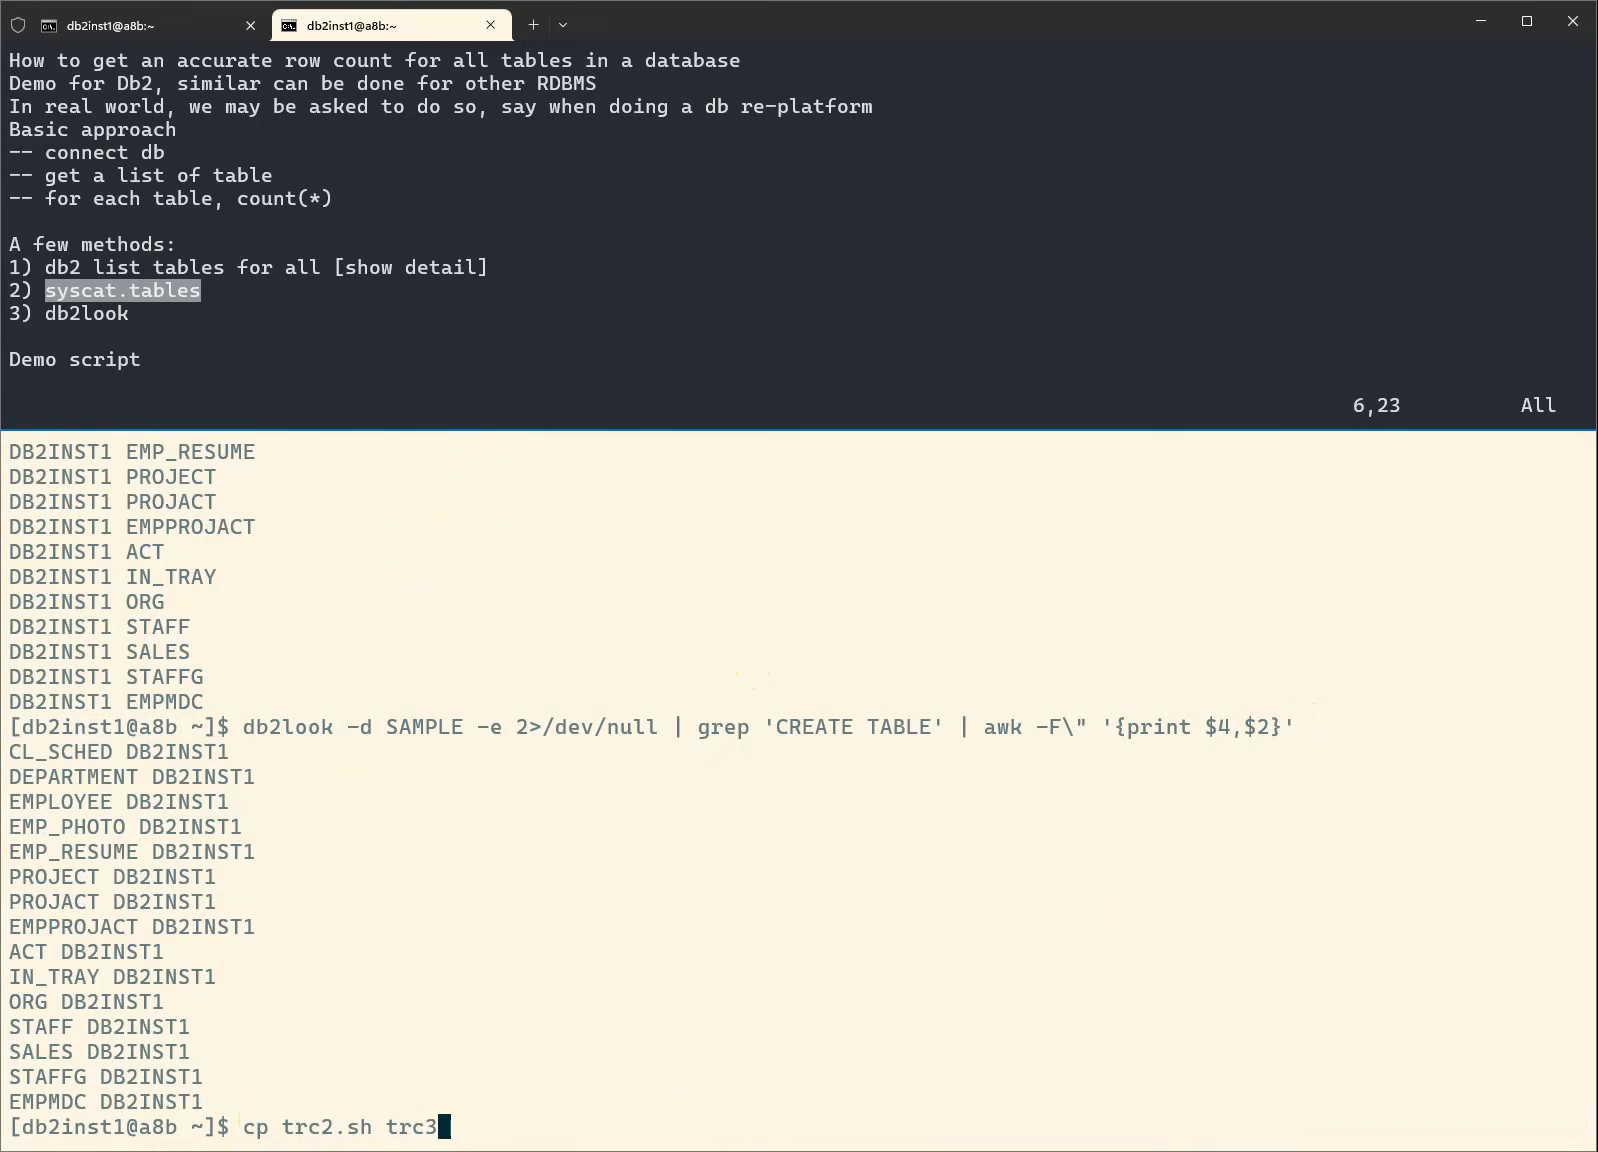 db2inst1@a8b:~
db2inst1@a8b:~
How to get an accurate row count for all tables in a database
Demo for Db2, similar can be done for other RDBMS
In real world, we may be asked to do so, say when doing a db re-platform
Basic approach
-- connect db
-- get a list of table
-- for each table, count(*)
A few methods:
1) db2 list tables for all [show detail]
2) syscat.tables
3) db2look
Demo script
6,23 All
DB2INST1 EMP_RESUME
DB2INST1 PROJECT
DB2INST1 PROJACT
DB2INST1 EMPPROJACT
DB2INST1 ACT
DB2INST1 IN_TRAY
DB2INST1 ORG
DB2INST1 STAFF
DB2INST1 SALES
DB2INST1 STAFFG
DB2INST1 EMPMDC
[db2inst1@a8b ~]$ db2look -d SAMPLE -e 2>/dev/null | grep 'CREATE TABLE' | awk -F\" '{print $4,$2}'
CL_SCHED DB2INST1
DEPARTMENT DB2INST1
EMPLOYEE DB2INST1
EMP_PHOTO DB2INST1
EMP_RESUME DB2INST1
PROJECT DB2INST1
PROJACT DB2INST1
EMPPROJACT DB2INST1
ACT DB2INST1
IN_TRAY DB2INST1
ORG DB2INST1
STAFF DB2INST1
SALES DB2INST1
STAFFG DB2INST1
EMPMDC DB2INST1
[db2inst1@a8b ~]$ cp trc2.sh trc3